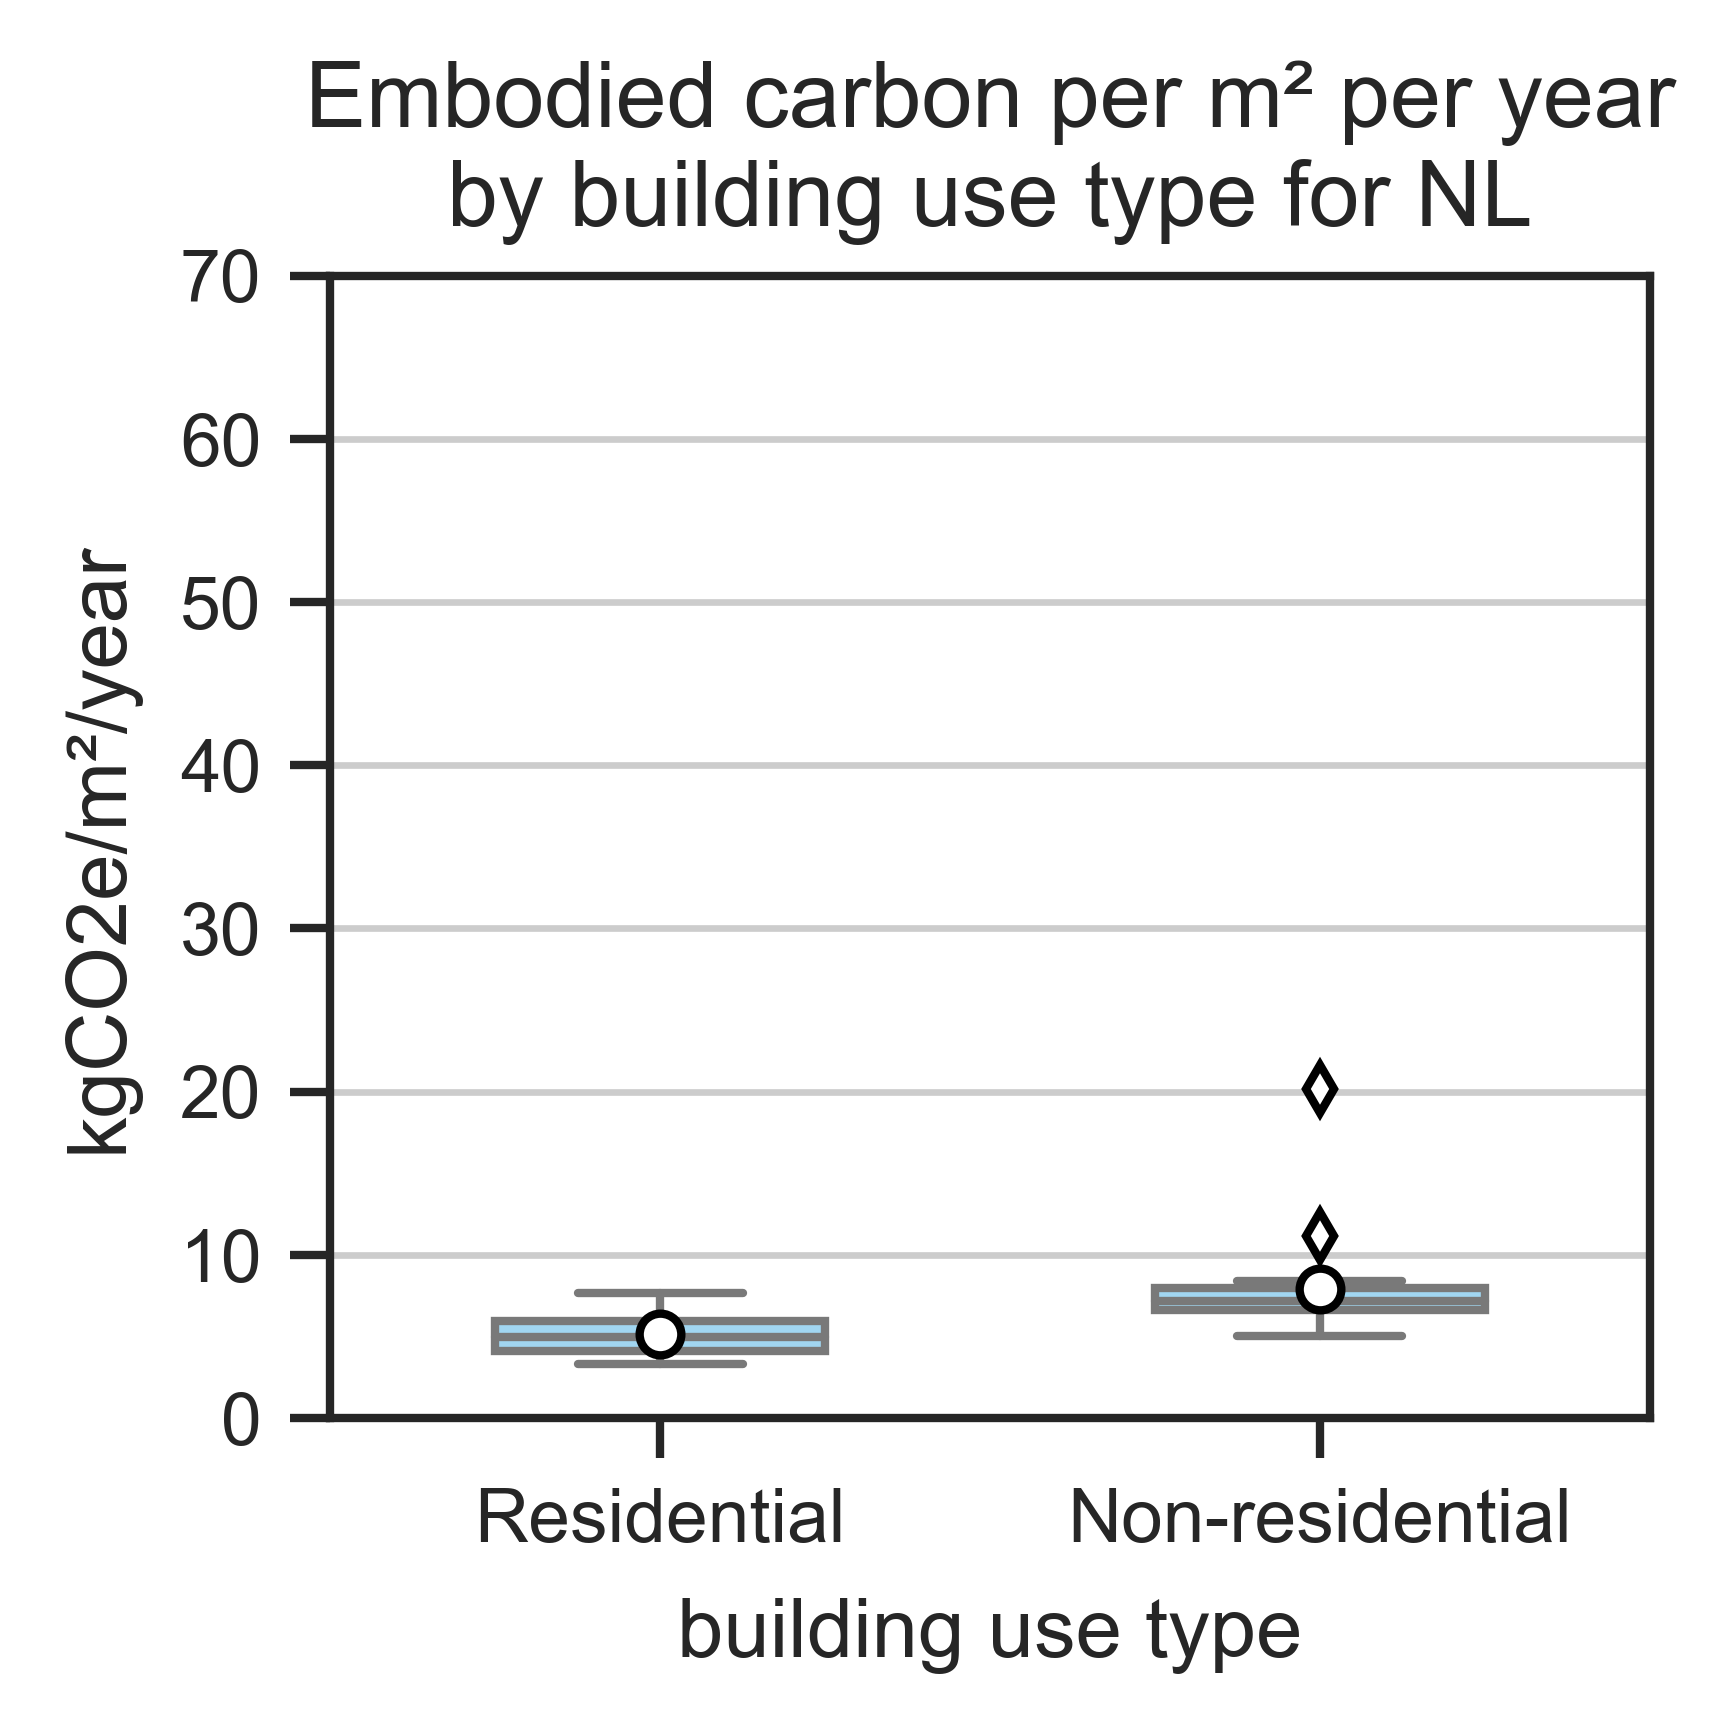 Embodied carbon per m² per year
by building use type for NL
70
60
50
40
30
20
10
0
kgCO2e/m²/year
Residential
Non-residential
building use type